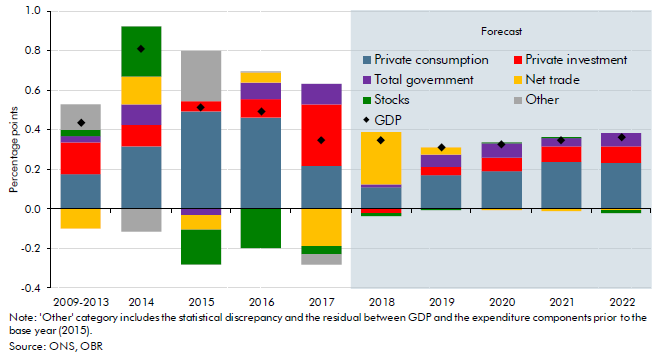 1.0
0.8
0.6
0.4
0.2
0.0
-0.2
-0.4
Percentage points
Forecast
Private consumption
Private investment
Total government
Net trade
Stocks
Other
GDP
2009-2013
2014
2015
2016
2017
2018
2019
2020
2021
2022
Note: 'Other' category includes the statistical discrepancy and the residual between GDP and the expenditure components prior to the
base year (2015).
Source: ONS, OBR